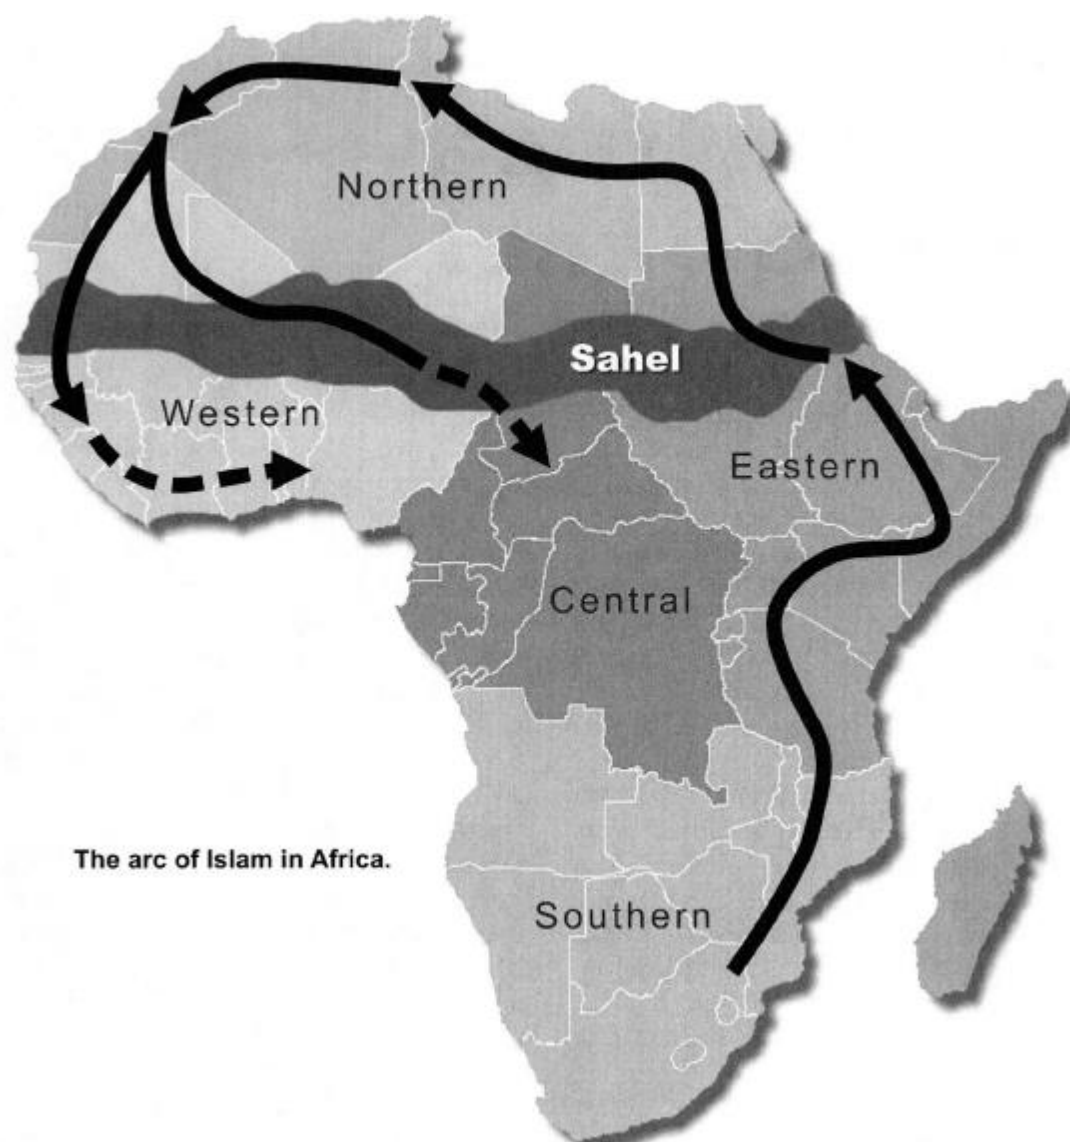 Northern
Sahel
Western
Eastern
Central
The arc of Islam in Africa.
Southern